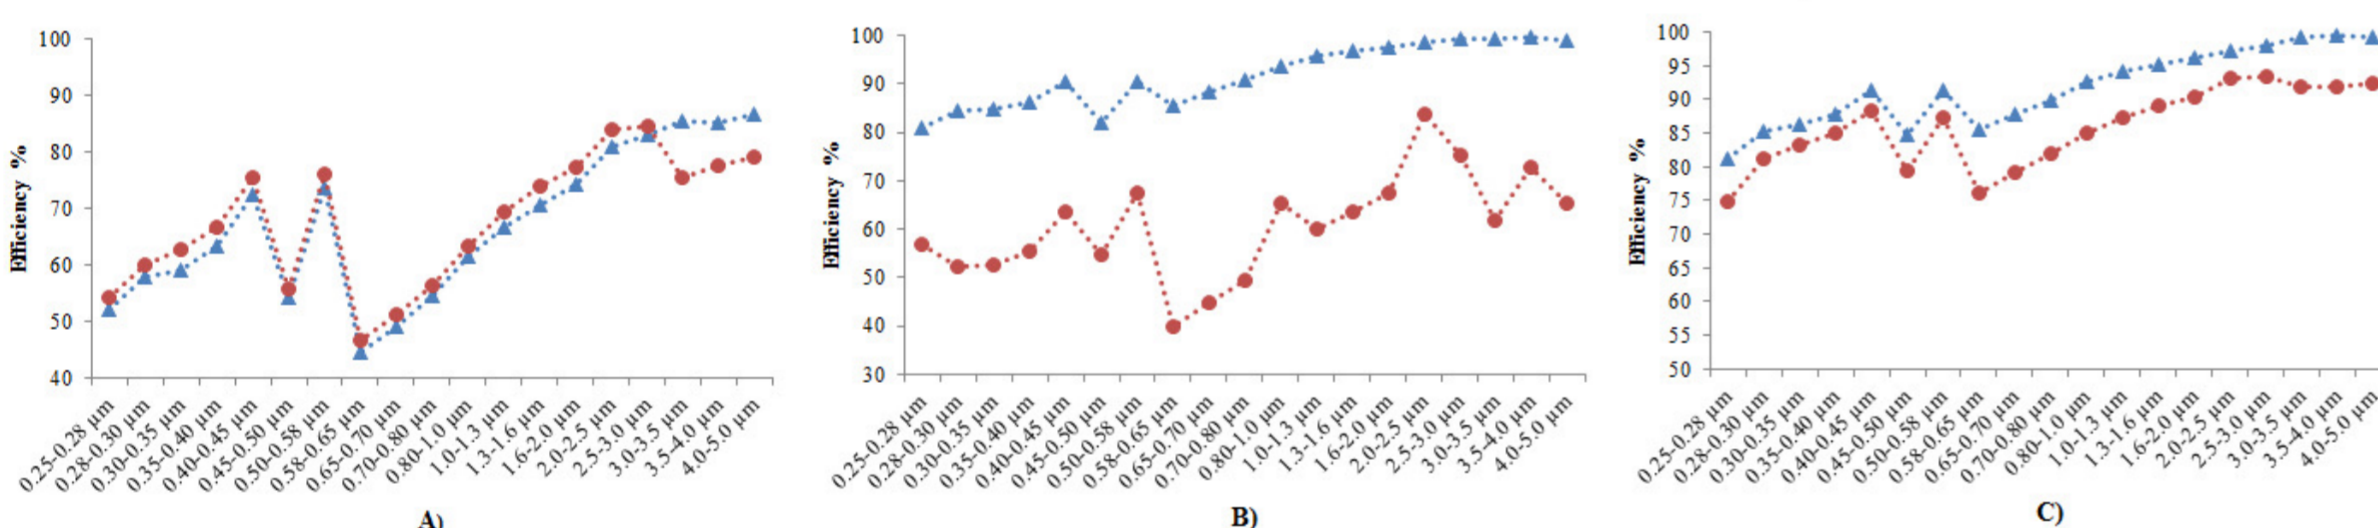 100
90
80
70
60
50
40
Efficiency %
0.25-0.28 µm
0.28-0.30 µm
0.30-0.35 µm
0.35-0.40 µm
0.40-0.45 µm
0.45-0.50 µm
0.50-0.58 µm
0.58-0.65 µm
0.65-0.70 µm
0.70-0.80 µm
0.80-1.0 µm
1.0-1.3 µm
1.3-1.6 µm
1.6-2.0 µm
2.0-2.5 µm
2.5-3.0 µm
3.0-3.5 µm
3.5-4.0 µm
4.0-5.0 µm
A)
100
90
80
70
60
50
40
30
Efficiency %
0.25-0.28 µm
0.28-0.30 µm
0.30-0.35 µm
0.35-0.40 µm
0.40-0.45 µm
0.45-0.50 µm
0.50-0.58 µm
0.58-0.65 µm
0.65-0.70 µm
0.70-0.80 µm
0.80-1.0 µm
1.0-1.3 µm
1.3-1.6 µm
1.6-2.0 µm
2.0-2.5 µm
2.5-3.0 µm
3.0-3.5 µm
3.5-4.0 µm
4.0-5.0 µm
B)
100
95
90
85
80
75
70
65
60
55
50
Efficiency %
0.25-0.28 µm
0.28-0.30 µm
0.30-0.35 µm
0.35-0.40 µm
0.40-0.45 µm
0.45-0.50 µm
0.50-0.58 µm
0.58-0.65 µm
0.65-0.70 µm
0.70-0.80 µm
0.80-1.0 µm
1.0-1.3 µm
1.3-1.6 µm
1.6-2.0 µm
2.0-2.5 µm
2.5-3.0 µm
3.0-3.5 µm
3.5-4.0 µm
4.0-5.0 µm
C)